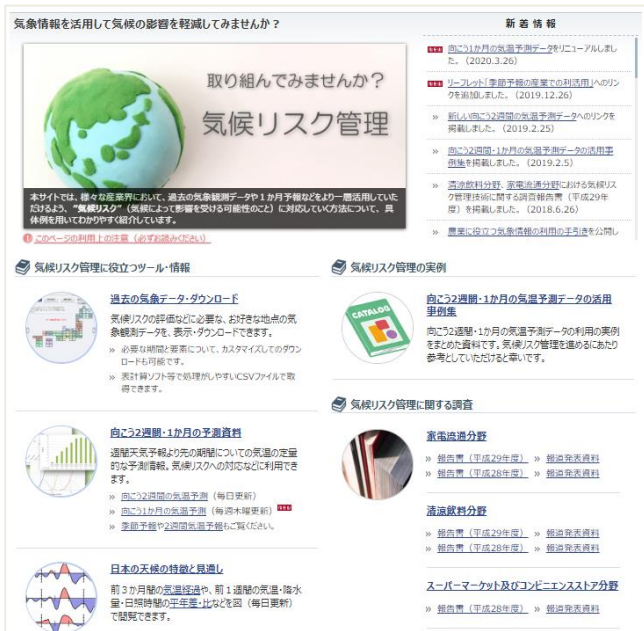 気象情報を活用して気候の影響を軽減してみませんか？
取り組んでみませんか？
気候リスク管理
本サイトでは、様々な産業界において、過去の気象観測データや１か月予報などをより一層活用していた
だけるよう、“気候リスク”（気候によって影響を受ける可能性のこと）に対応していく方法について、具
体例を用いてわかりやすく紹介しています。
このページの利用上の注意（必ずお読みください）
新着情報
向こう1か月の気温予測データをリニューアルしまし
た。（2020.3.26）
リーフレット「季節予報の産業での利活用」へのリン
クを追加しました。（2019.12.26）
» 新しい向こう2週間の気温予測データへのリンクを
掲載しました。（2019.2.25）
» 向こう2週間・1か月の気温予測データの活用事
例集を掲載しました。（2019.2.5）
» 清涼飲料分野、家電流通分野における気候リス
ク管理技術に関する調査報告書（平成29年
度）を掲載しました。（2018.6.26）
» 農業に役立つ気象情報の利用の手引きを公開し
気候リスク管理に役立つツール・情報
過去の気象データ・ダウンロード
気候リスクの評価などに必要な、お好きな地点の気
象観測データを、表示・ダウンロードできます。
» 必要な期間と要素について、カスタマイズしてのダウン
ロードも可能です。
» 表計算ソフト等で処理がしやすいCSVファイルで取
得できます。
向こう2週間・1か月の予測資料
週間天気予報より先の期間についての気温の定量
的な予測情報。気候リスクへの対応などに利用でき
ます。
» 向こう2週間の気温予測（毎日更新）
» 向こう1か月の気温予測（毎週木曜更新）
» 季節予報や2週間気温予報もご覧ください。
日本の天候の特徴と見通し
前３か月間の気温経過や、前１週間の気温・降水
量・日照時間の平年差・比などを図（毎日更新）
で閲覧できます。
気候リスク管理の実例
CATALOG
向こう2週間・1か月の気温予測データの活用
事例集
向こう2週間・1か月の気温予測データの利用の実例
をまとめた資料です。気候リスク管理を進めるにあたり
参考としていただけると幸いです。
気候リスク管理に関する調査
家電流通分野
» 報告書（平成29年度） » 報道発表資料
» 報告書（平成28年度） » 報道発表資料
清涼飲料分野
» 報告書（平成29年度） » 報道発表資料
» 報告書（平成28年度） » 報道発表資料
スーパーマーケット及びコンビニエンスストア分野
» 報告書（平成28年度） » 報道発表資料